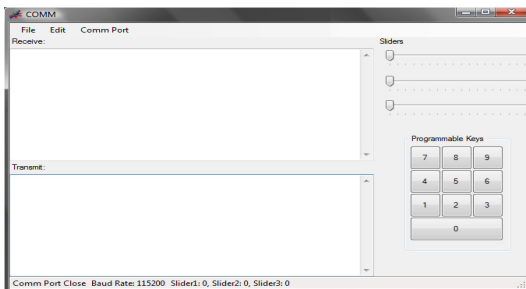 COMM
File Edit Comm Port
Receive:
Sliders
Programmable Keys
7 8 9
4 5 6
1 2 3
0
Transmit:
Comm Port Close Baud Rate: 115200 Slider1: 0, Slider2: 0, Slider3: 0